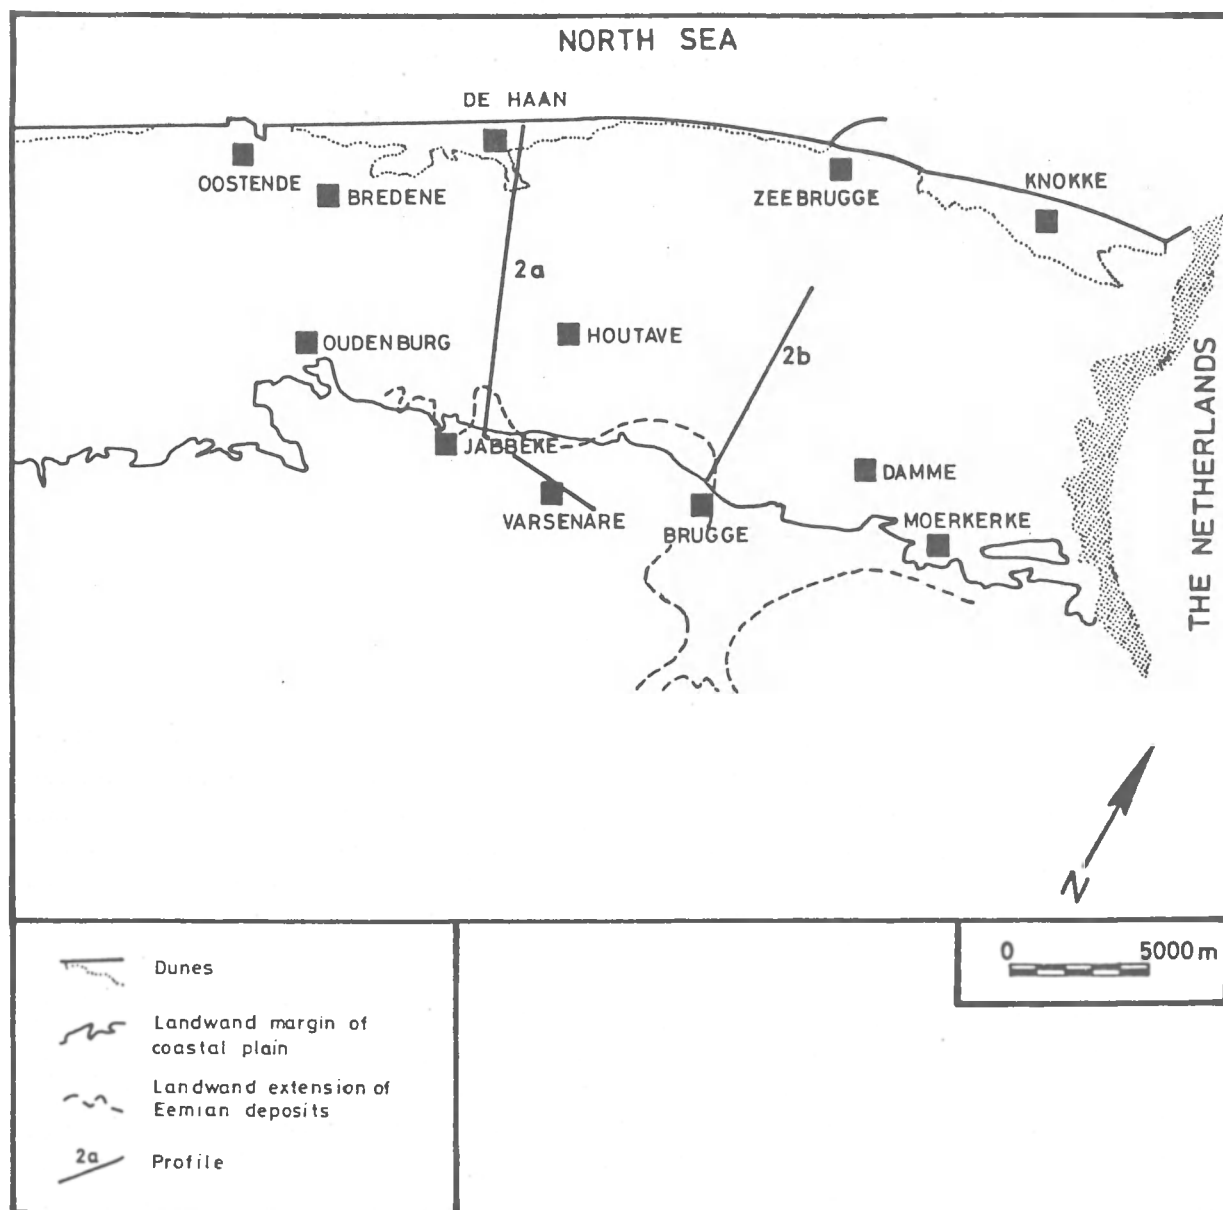 NORTH SEA
DE HAAN
OOSTENDE
BREDENE
ZEEBRUGGE
KNOKKE
2a
OUDENBURG
HOUTAVE
2b
THE NETHERLANDS
JABBEKE
DAMME
VARSENARE
BRUGGE
MOERKERKE
N
0 5000m
Dunes
Landwand margin of
coastal plain
Landwand extension of
Eemian deposits
2a Profile